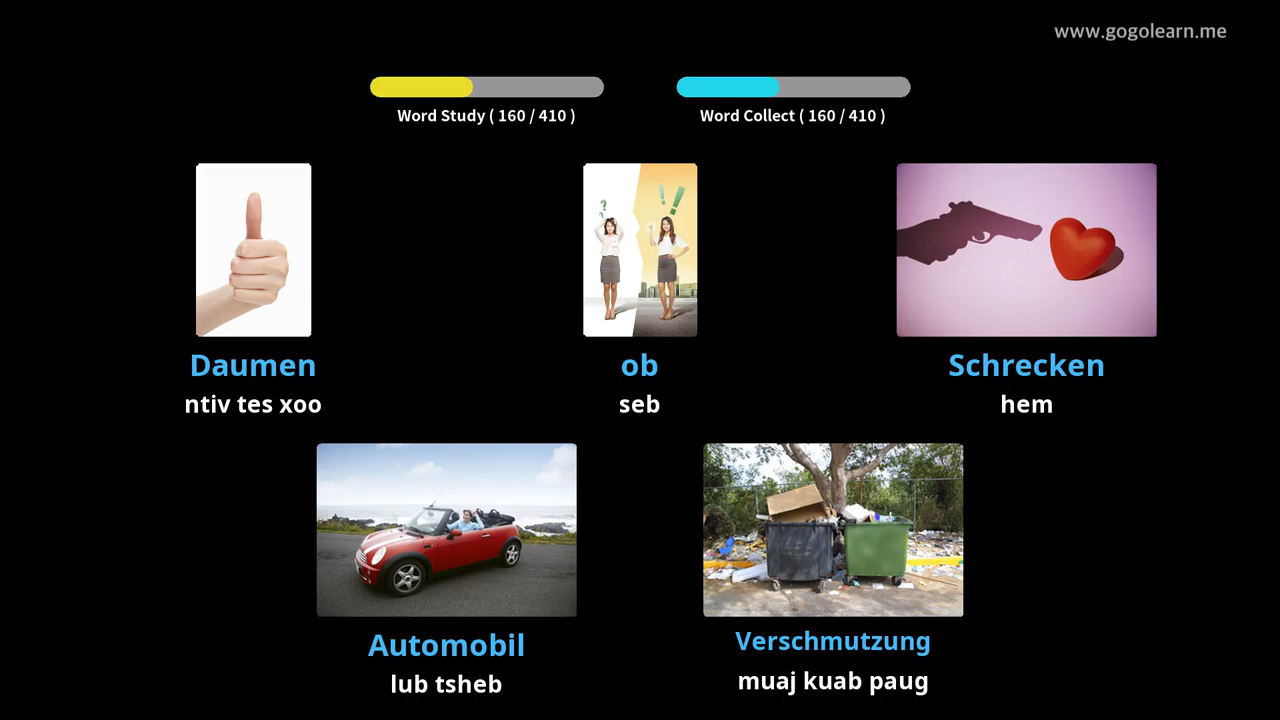 www.gogolearn.me
Word Study ( 160 / 410 )
Word Collect ( 160 / 410 )
Daumen
ntiv tes xoo
ob
seb
Schrecken
hem
Automobil
lub tsheb
Verschmutzung
muaj kuab paug